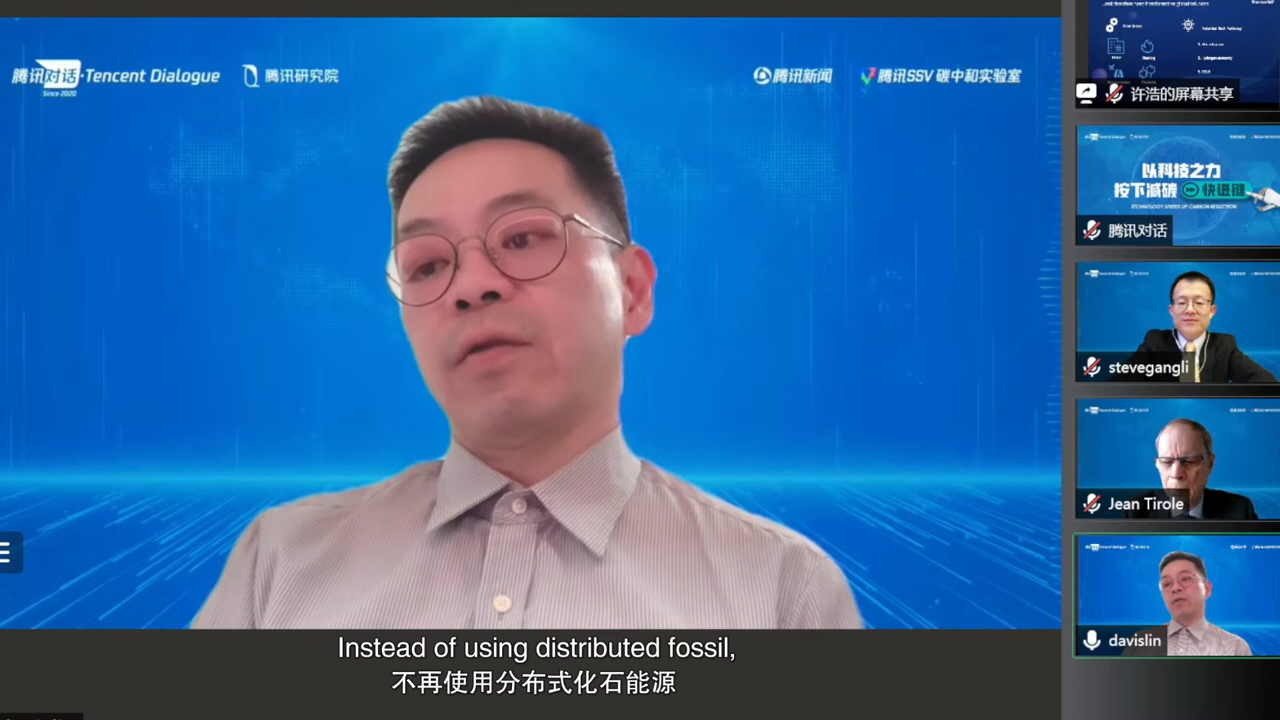 腾讯对话·Tencent Dialogue
Since 2020
腾讯研究院
腾讯新闻
腾讯SSV 碳中和实验室
Instead of using distributed fossil,
不再使用分布式化石能源
许浩的屏幕共享
以科技之力
按下减碳 快进键
TECHNOLOGY SPEEDS UP CARBON REDUCTION
腾讯对话
stevegangli
Jean Tirole
davislin